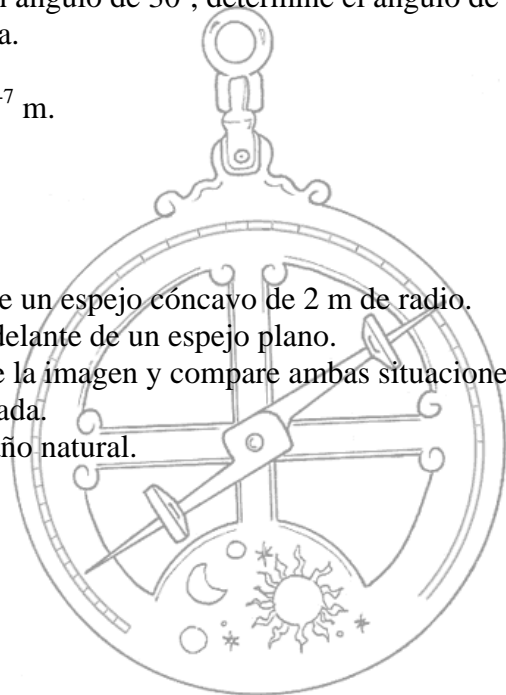 ángulo de 30º, determine el ángulo de
a.
⁻⁷ m.
e un espejo cóncavo de 2 m de radio.
delante de un espejo plano.
e la imagen y compare ambas situacione
ada.
ño natural.